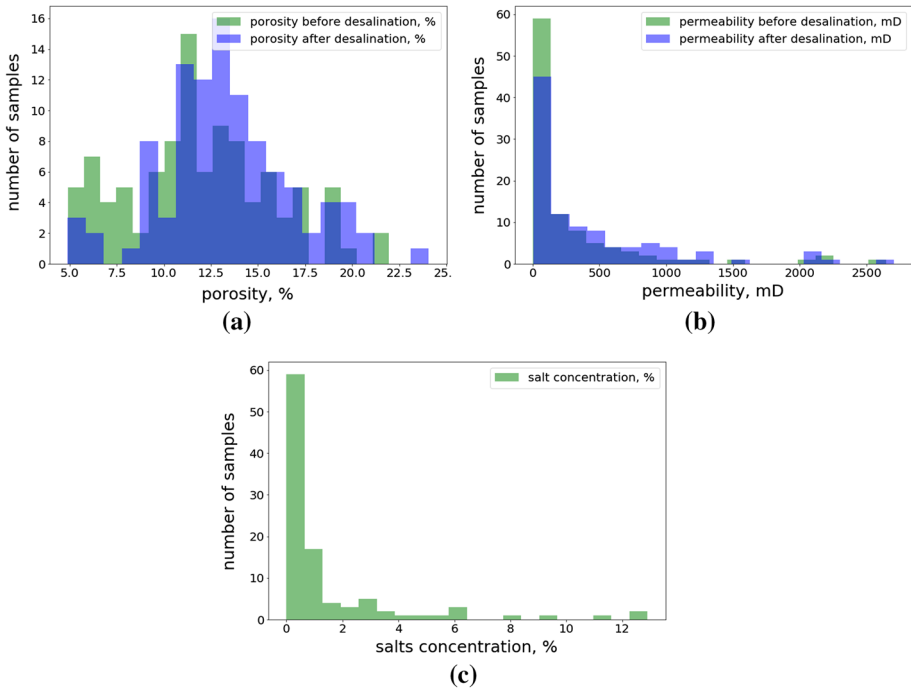 porosity before desalination, %
porosity after desalination, %
number of samples
16
14
12
10
8
6
4
2
0
5.0 7.5 10.0 12.5 15.0 17.5 20.0 22.5 25.
porosity, %
(a)
permeability before desalination, mD
permeability after desalination, mD
number of samples
60
50
40
30
20
10
0
0 500 1000 1500 2000 2500
permeability, mD
(b)
salt concentration, %
number of samples
60
50
40
30
20
10
0
0 2 4 6 8 10 12
salts concentration, %
(c)